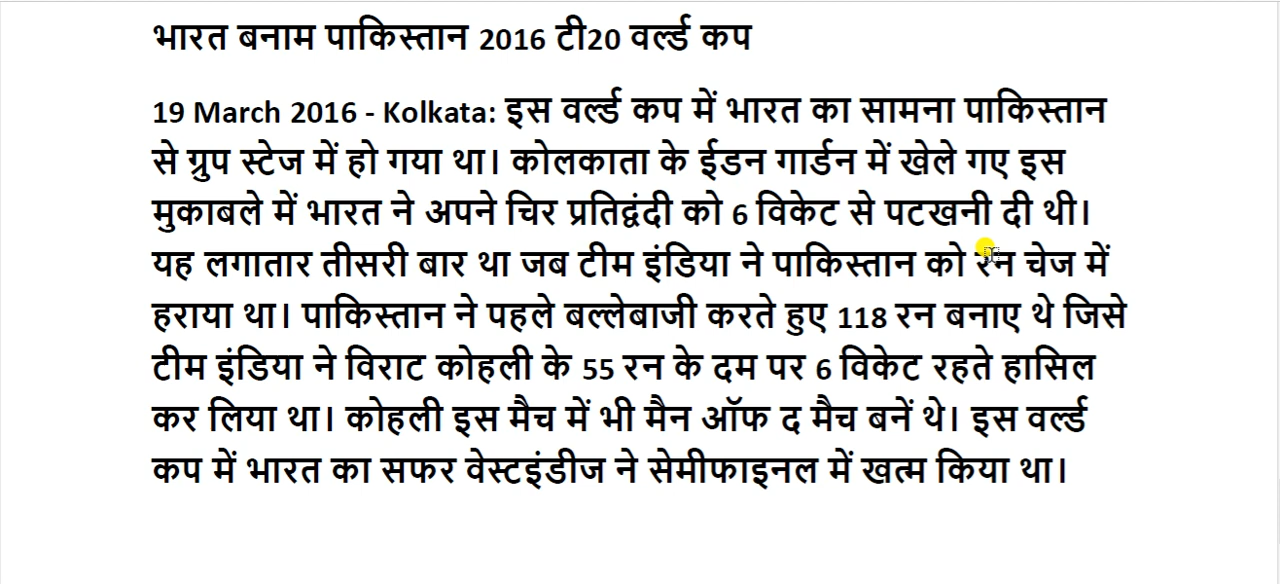 भारत बनाम पाकिस्तान 2016 टी20 वर्ल्ड कप
19 March 2016 - Kolkata: इस वर्ल्ड कप में भारत का सामना पाकिस्तान
से ग्रुप स्टेज में हो गया था। कोलकाता के ईडन गार्डन में खेले गए इस
मुकाबले में भारत ने अपने चिर प्रतिद्वंदी को 6 विकेट से पटखनी दी थी।
यह लगातार तीसरी बार था जब टीम इंडिया ने पाकिस्तान को रन चेज में
हराया था। पाकिस्तान ने पहले बल्लेबाजी करते हुए 118 रन बनाए थे जिसे
टीम इंडिया ने विराट कोहली के 55 रन के दम पर 6 विकेट रहते हासिल
कर लिया था। कोहली इस मैच में भी मैन ऑफ द मैच बनें थे। इस वर्ल्ड
कप में भारत का सफर वेस्टइंडीज ने सेमीफाइनल में खत्म किया था।